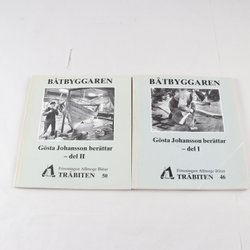 BÅTBYGGAREN
Gösta Johansson berättar
– del II
Föreningen Allmoge Båtar
TRÄBITEN
50
BÅTBYGGAREN
Gösta Johansson berättar
– del I
Föreningen Allmoge Båtar
TRÄBITEN
46